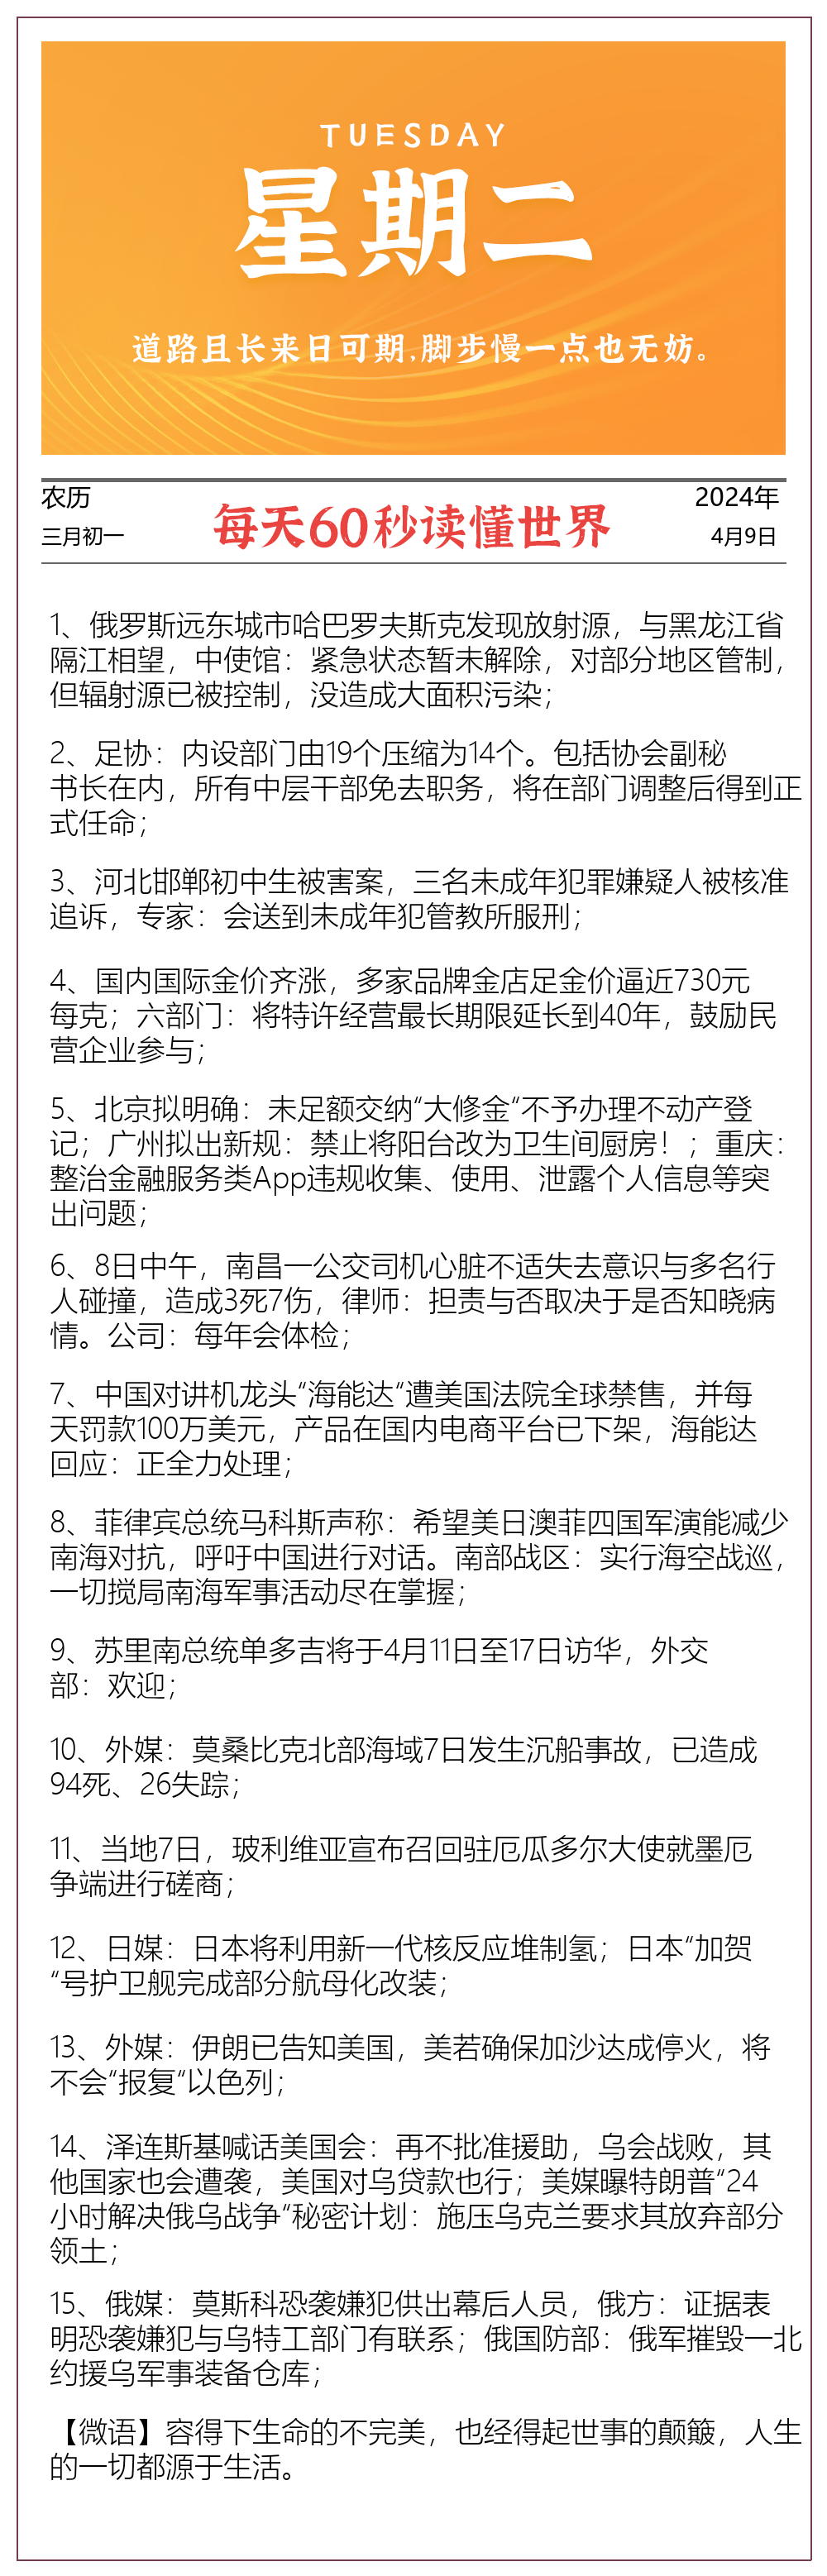 TUESDAY
星期二
道路且长来日可期,脚步慢一点也无妨。
农历
三月初一
每天60秒读懂世界
2024年
4月9日
1、俄罗斯远东城市哈巴罗夫斯克发现放射源，与黑龙江省
隔江相望，中使馆：紧急状态暂未解除，对部分地区管制，
但辐射源已被控制，没造成大面积污染；
2、足协：内设部门由19个压缩为14个。包括协会副秘
书长在内，所有中层干部免去职务，将在部门调整后得到正
式任命；
3、河北邯郸初中生被害案，三名未成年犯罪嫌疑人被核准
追诉，专家：会送到未成年犯管教所服刑；
4、国内国际金价齐涨，多家品牌金店足金价逼近730元
每克；六部门：将特许经营最长期限延长到40年，鼓励民
营企业参与；
5、北京拟明确：未足额交纳“大修金“不予办理不动产登
记；广州拟出新规：禁止将阳台改为卫生间厨房！；重庆：
整治金融服务类App违规收集、使用、泄露个人信息等突
出问题；
6、8日中午，南昌一公交司机心脏不适失去意识与多名行
人碰撞，造成3死7伤，律师：担责与否取决于是否知晓病
情。公司：每年会体检；
7、中国对讲机龙头“海能达“遭美国法院全球禁售，并每
天罚款100万美元，产品在国内电商平台已下架，海能达
回应：正全力处理；
8、菲律宾总统马科斯声称：希望美日澳菲四国军演能减少
南海对抗，呼吁中国进行对话。南部战区：实行海空战巡，
一切搅局南海军事活动尽在掌握；
9、苏里南总统单多吉将于4月11日至17日访华，外交
部：欢迎；
10、外媒：莫桑比克北部海域7日发生沉船事故，已造成
94死、26失踪；
11、当地7日，玻利维亚宣布召回驻厄瓜多尔大使就墨厄
争端进行磋商；
12、日媒：日本将利用新一代核反应堆制氢；日本“加贺
“号护卫舰完成部分航母化改装；
13、外媒：伊朗已告知美国，美若确保加沙达成停火，将
不会“报复“以色列；
14、泽连斯基喊话美国会：再不批准援助，乌会战败，其
他国家也会遭袭，美国对乌贷款也行；美媒曝特朗普“24
小时解决俄乌战争“秘密计划：施压乌克兰要求其放弃部分
领土；
15、俄媒：莫斯科恐袭嫌犯供出幕后人员，俄方：证据表
明恐袭嫌犯与乌特工部门有联系；俄国防部：俄军摧毁一北
约援乌军事装备仓库；
【微语】容得下生命的不完美，也经得起世事的颠簸，人生
的一切都源于生活。